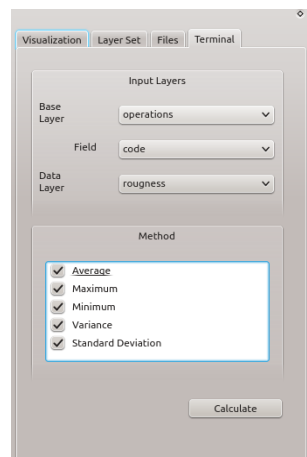 Visualization Layer Set Files Terminal
Input Layers
Base
Layer
operations
Field code
Data
Layer
rougness
Method
Average
Maximum
Minimum
Variance
Standard Deviation
Calculate